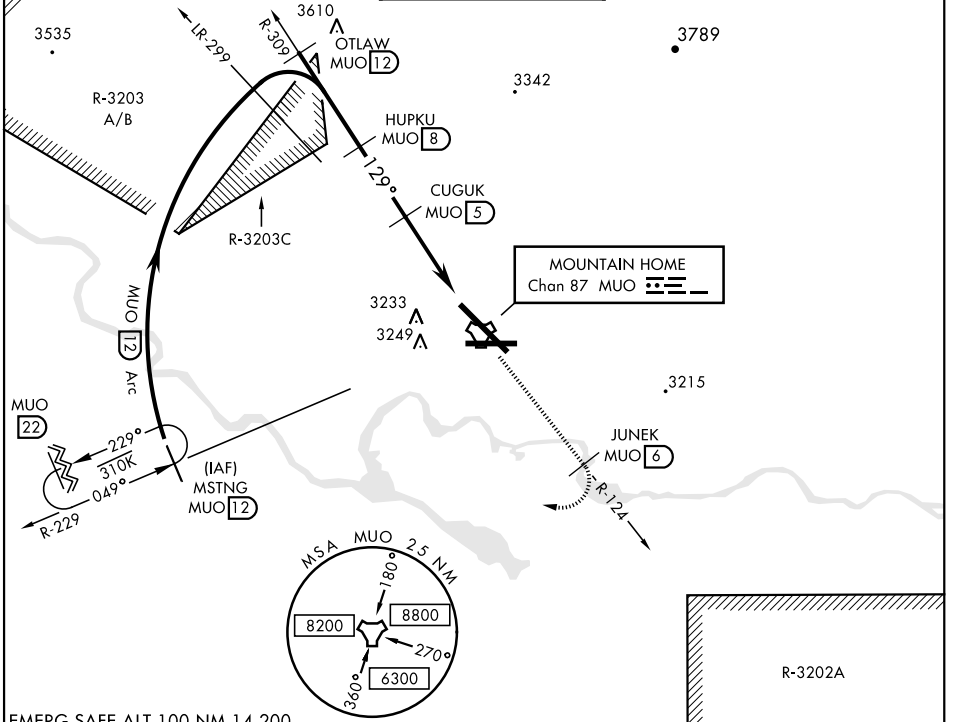 3610
3535
LR-299
R-309
OTLAW
MUO 12
3789
3342
R-3203
A/B
HUPKU
MUO 8
129°
CUGUK
MUO 5
R-3203C
MOUNTAIN HOME
Chan 87 MUO
3233
3249
MUO 12 Arc
3215
MUO
22
229°
310K
049°
R-229
(IAF)
MSTNG
MUO 12
JUNEK
MUO 6
R-124
MSA MUO 25 NM
180°
8200
8800
270°
360°
6300
R-3202A
EMERG SAFE ALT 100 NM 14,200